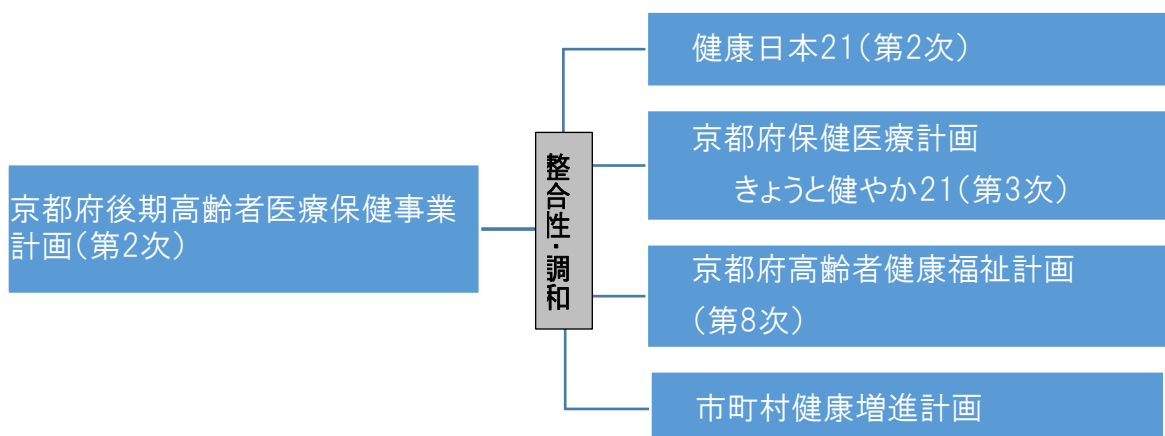 京都府後期高齢者医療保健事業
計画(第2次)
整合性・調和
健康日本21(第2次)
京都府保健医療計画
きょうと健やか21(第3次)
京都府高齢者健康福祉計画
(第8次)
市町村健康増進計画